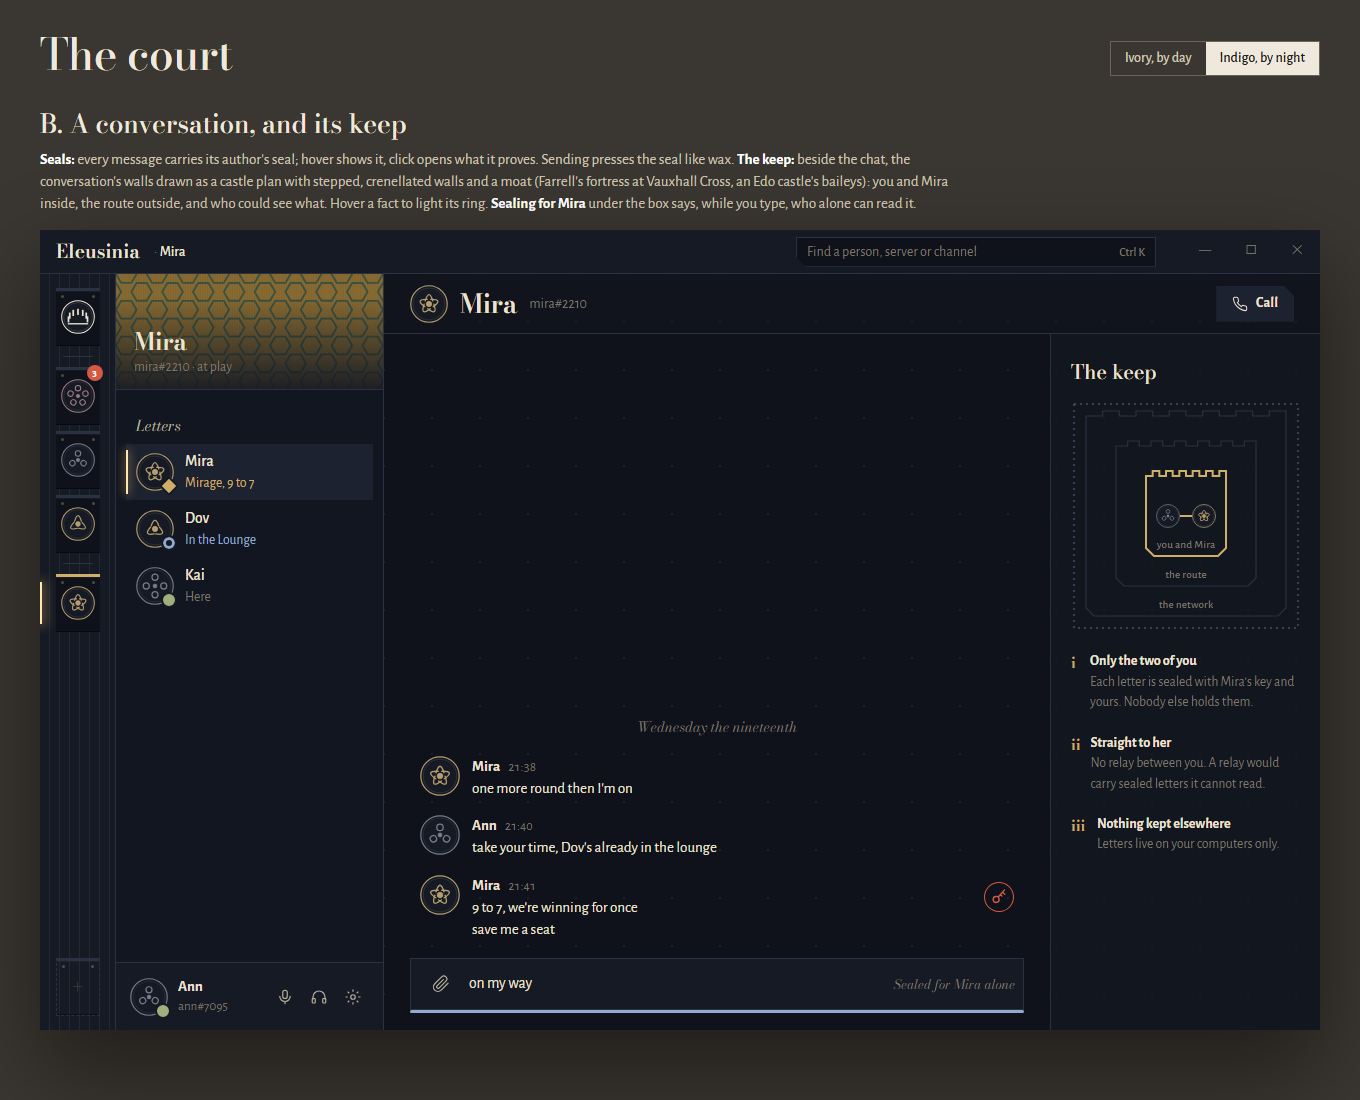 The court
Ivory, by day
Indigo, by night
B. A conversation, and its keep
Seals: every message carries its author's seal; hover shows it, click opens what it proves. Sending presses the seal like wax. The keep: beside the chat, the
conversation's walls drawn as a castle plan with stepped, crenellated walls and a moat (Farrell's fortress at Vauxhall Cross, an Edo castle's baileys): you and Mira
inside, the route outside, and who could see what. Hover a fact to light its ring. Sealing for Mira under the box says, while you type, who alone can read it.
Eleusinia
Mira
Find a person, server or channel
Ctrl K
3
Mira
mira#2210 · at play
Letters
Mira
Mirage, 9 to 7
Dov
In the Lounge
Kai
Here
Ann
ann#7095
Mira
mira#2210
Call
Wednesday the nineteenth
Mira 21:38
one more round then I'm on
Ann 21:40
take your time, Dov's already in the lounge
Mira 21:41
9 to 7, we're winning for once
save me a seat
on my way
Sealed for Mira alone
The keep
you and Mira
the route
the network
i Only the two of you
Each letter is sealed with Mira's key and
yours. Nobody else holds them.
ii Straight to her
No relay between you. A relay would
carry sealed letters it cannot read.
iii Nothing kept elsewhere
Letters live on your computers only.